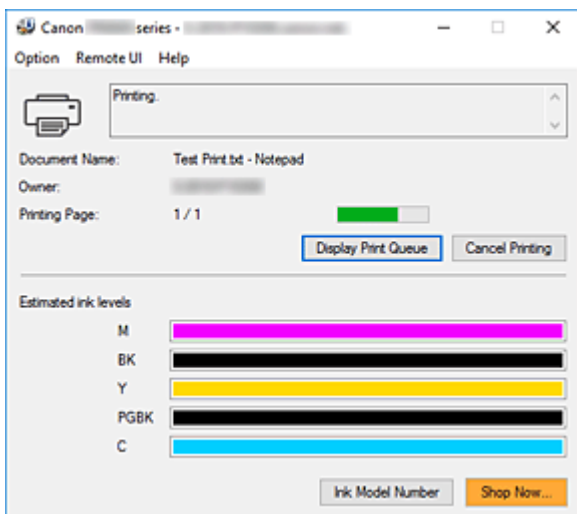 Canon series -
Option Remote UI Help
Printing.
Document Name: Test Print.txt - Notepad
Owner:
Printing Page: 1 / 1
Display Print Queue Cancel Printing
Estimated ink levels
M
BK
Y
PGBK
C
Ink Model Number Shop Now...